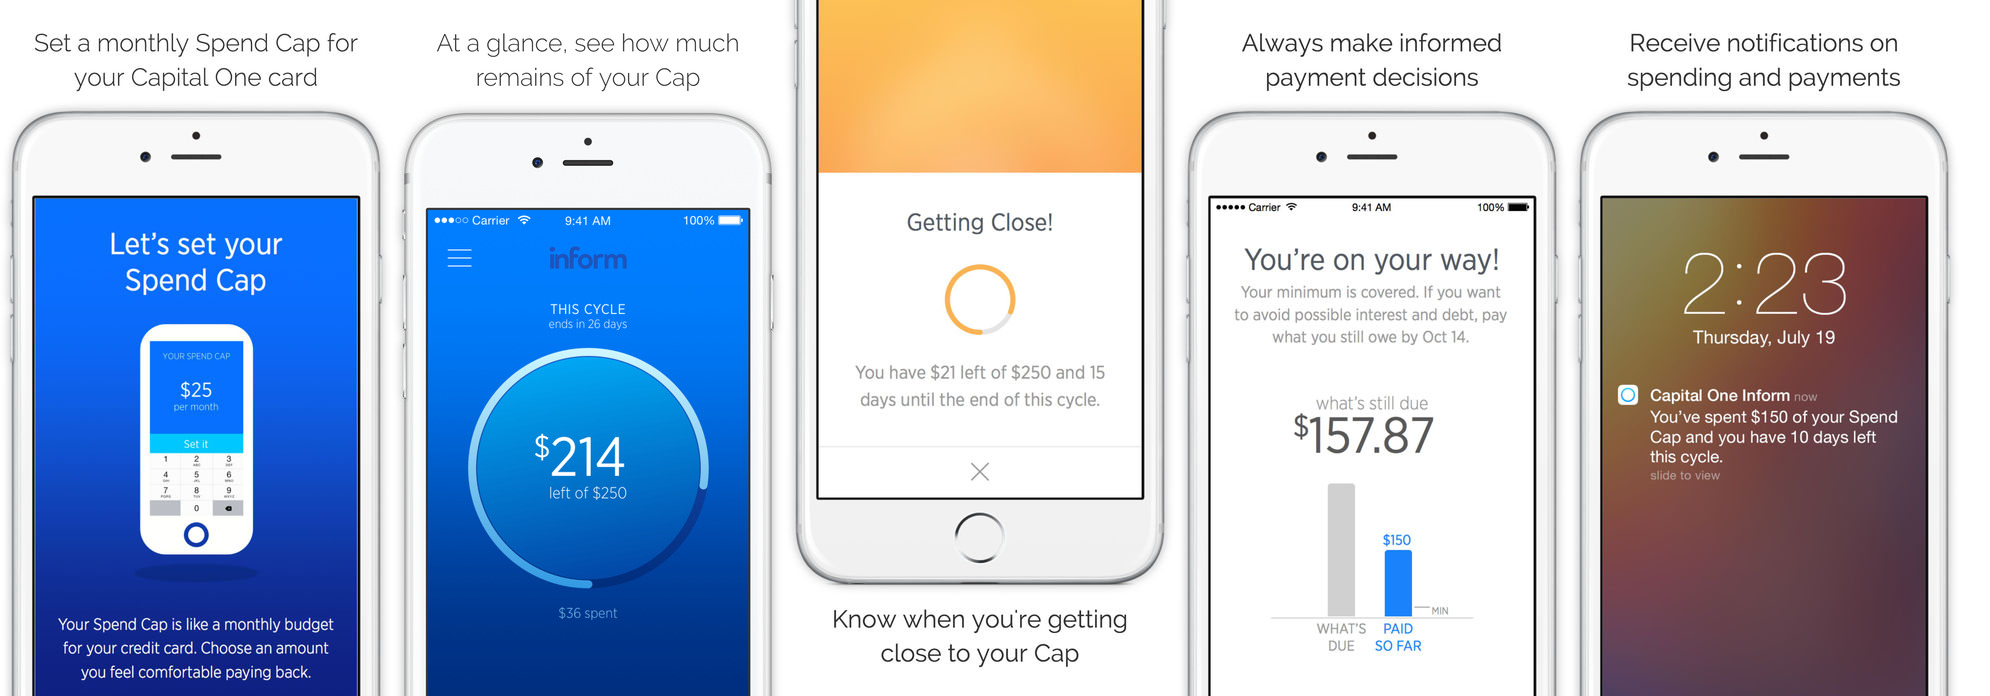 Set a monthly Spend Cap for
your Capital One card
Let's set your
Spend Cap
YOUR SPEND CAP
$25
per month
Set it
1 2 3
ABC DEF
4 5 6
GHI JKL MNO
7 8 9
PQRS TUV WXYZ
0
Your Spend Cap is like a monthly budget
for your credit card. Choose an amount
you feel comfortable paying back.
At a glance, see how much
remains of your Cap
Carrier 9:41 AM 100%
inform
THIS CYCLE
ends in 26 days
$214
left of $250
$36 spent
Getting Close!
You have $21 left of $250 and 15
days until the end of this cycle.
Know when you're getting
close to your Cap
Always make informed
payment decisions
Carrier 9:41 AM 100%
You're on your way!
Your minimum is covered. If you want
to avoid possible interest and debt, pay
what you still owe by Oct 14.
what's still due
$157.87
$150
MIN
WHAT'S
DUE
PAID
SO FAR
Receive notifications on
spending and payments
2:23
Thursday, July 19
Capital One Inform now
You've spent $150 of your Spend
Cap and you have 10 days left
this cycle.
slide to view